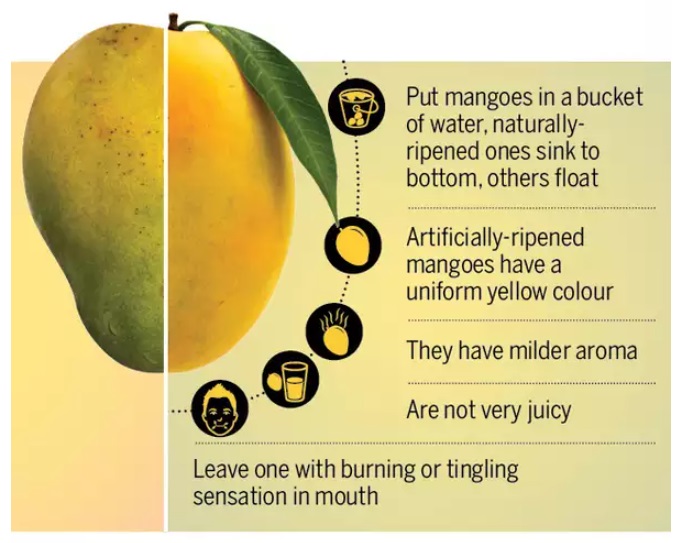 Put mangoes in a bucket
of water, naturally-
ripened ones sink to
bottom, others float
Artificially-ripened
mangoes have a
uniform yellow colour
They have milder aroma
Are not very juicy
Leave one with burning or tingling
sensation in mouth